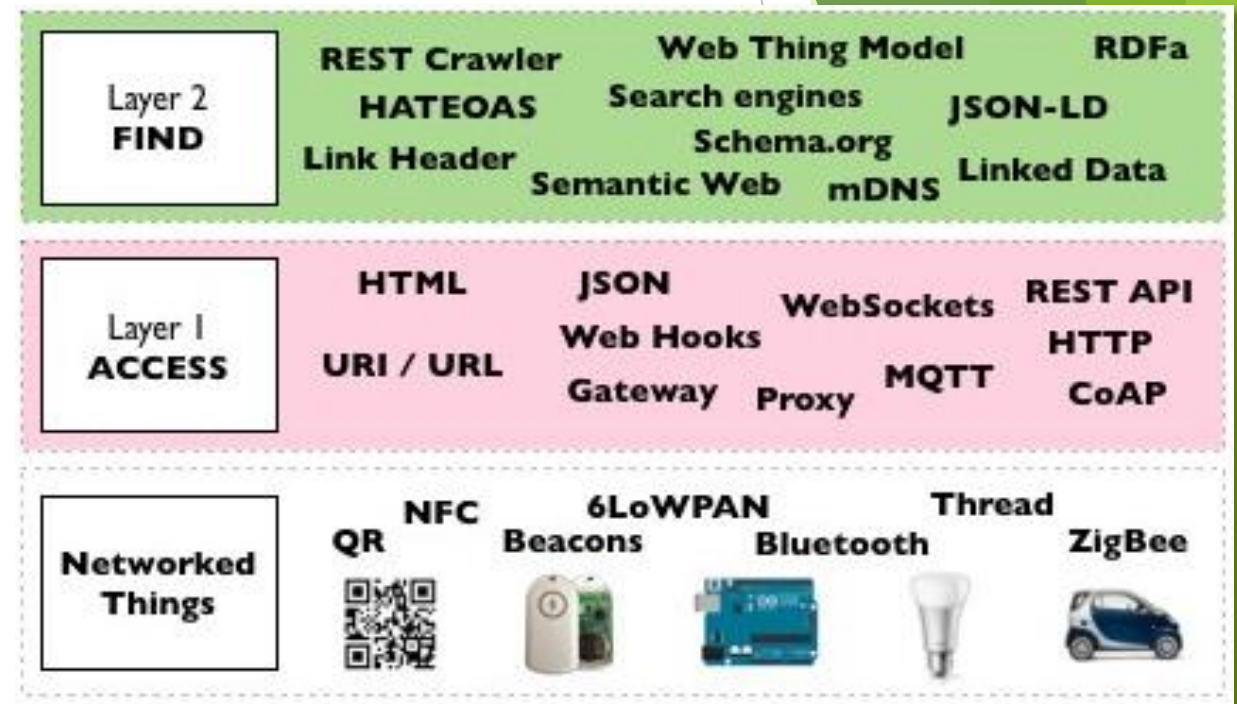 Layer 2
FIND
REST Crawler
Web Thing Model
RDFa
HATEOAS
Search engines
JSON-LD
Schema.org
Link Header
Semantic Web
mDNS
Linked Data
Layer 1
ACCESS
HTML
JSON
WebSockets
REST API
Web Hooks
HTTP
URI / URL
Gateway
Proxy
MQTT
CoAP
Networked
Things
NFC
6LoWPAN
Thread
QR
Beacons
Bluetooth
ZigBee